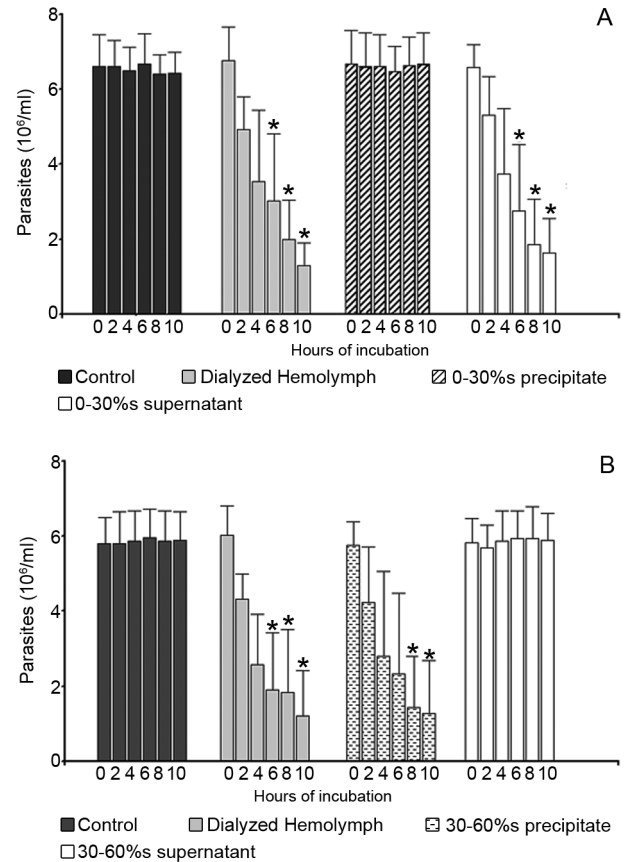 A
8
6
4
2
0
Parasites (10⁶/ml)
* * * * * *
0 2 4 6 8 10 0 2 4 6 8 10 0 2 4 6 8 10 0 2 4 6 8 10
Hours of incubation
Control Dialyzed Hemolymph 0-30%s precipitate
0-30%s supernatant
B
8
6
4
2
0
Parasites (10⁶/ml)
* * * * *
0 2 4 6 8 10 0 2 4 6 8 10 0 2 4 6 8 10 0 2 4 6 8 10
Hours of incubation
Control Dialyzed Hemolymph 30-60%s precipitate
30-60%s supernatant